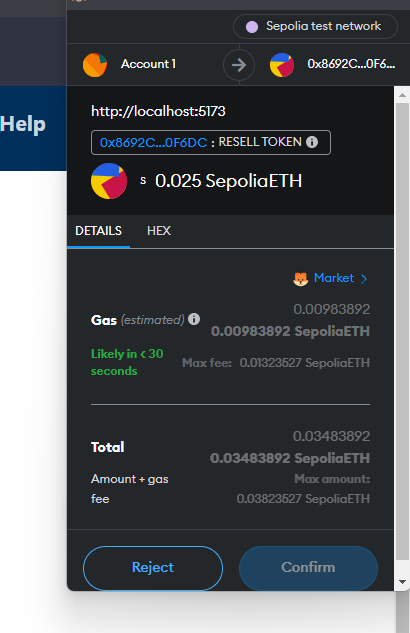 Sepolia test network
Account 1
0x8692C...0F6...
Help
http://localhost:5173
0x8692C...0F6DC : RESELL TOKEN
s 0.025 SepoliaETH
DETAILS HEX
Market >
0.00983892
Gas (estimated) 0.00983892 SepoliaETH
Likely in < 30 seconds Max fee: 0.01323527 SepoliaETH
0.03483892
Total 0.03483892 SepoliaETH
Amount + gas fee Max amount:
0.03823527 SepoliaETH
Reject Confirm